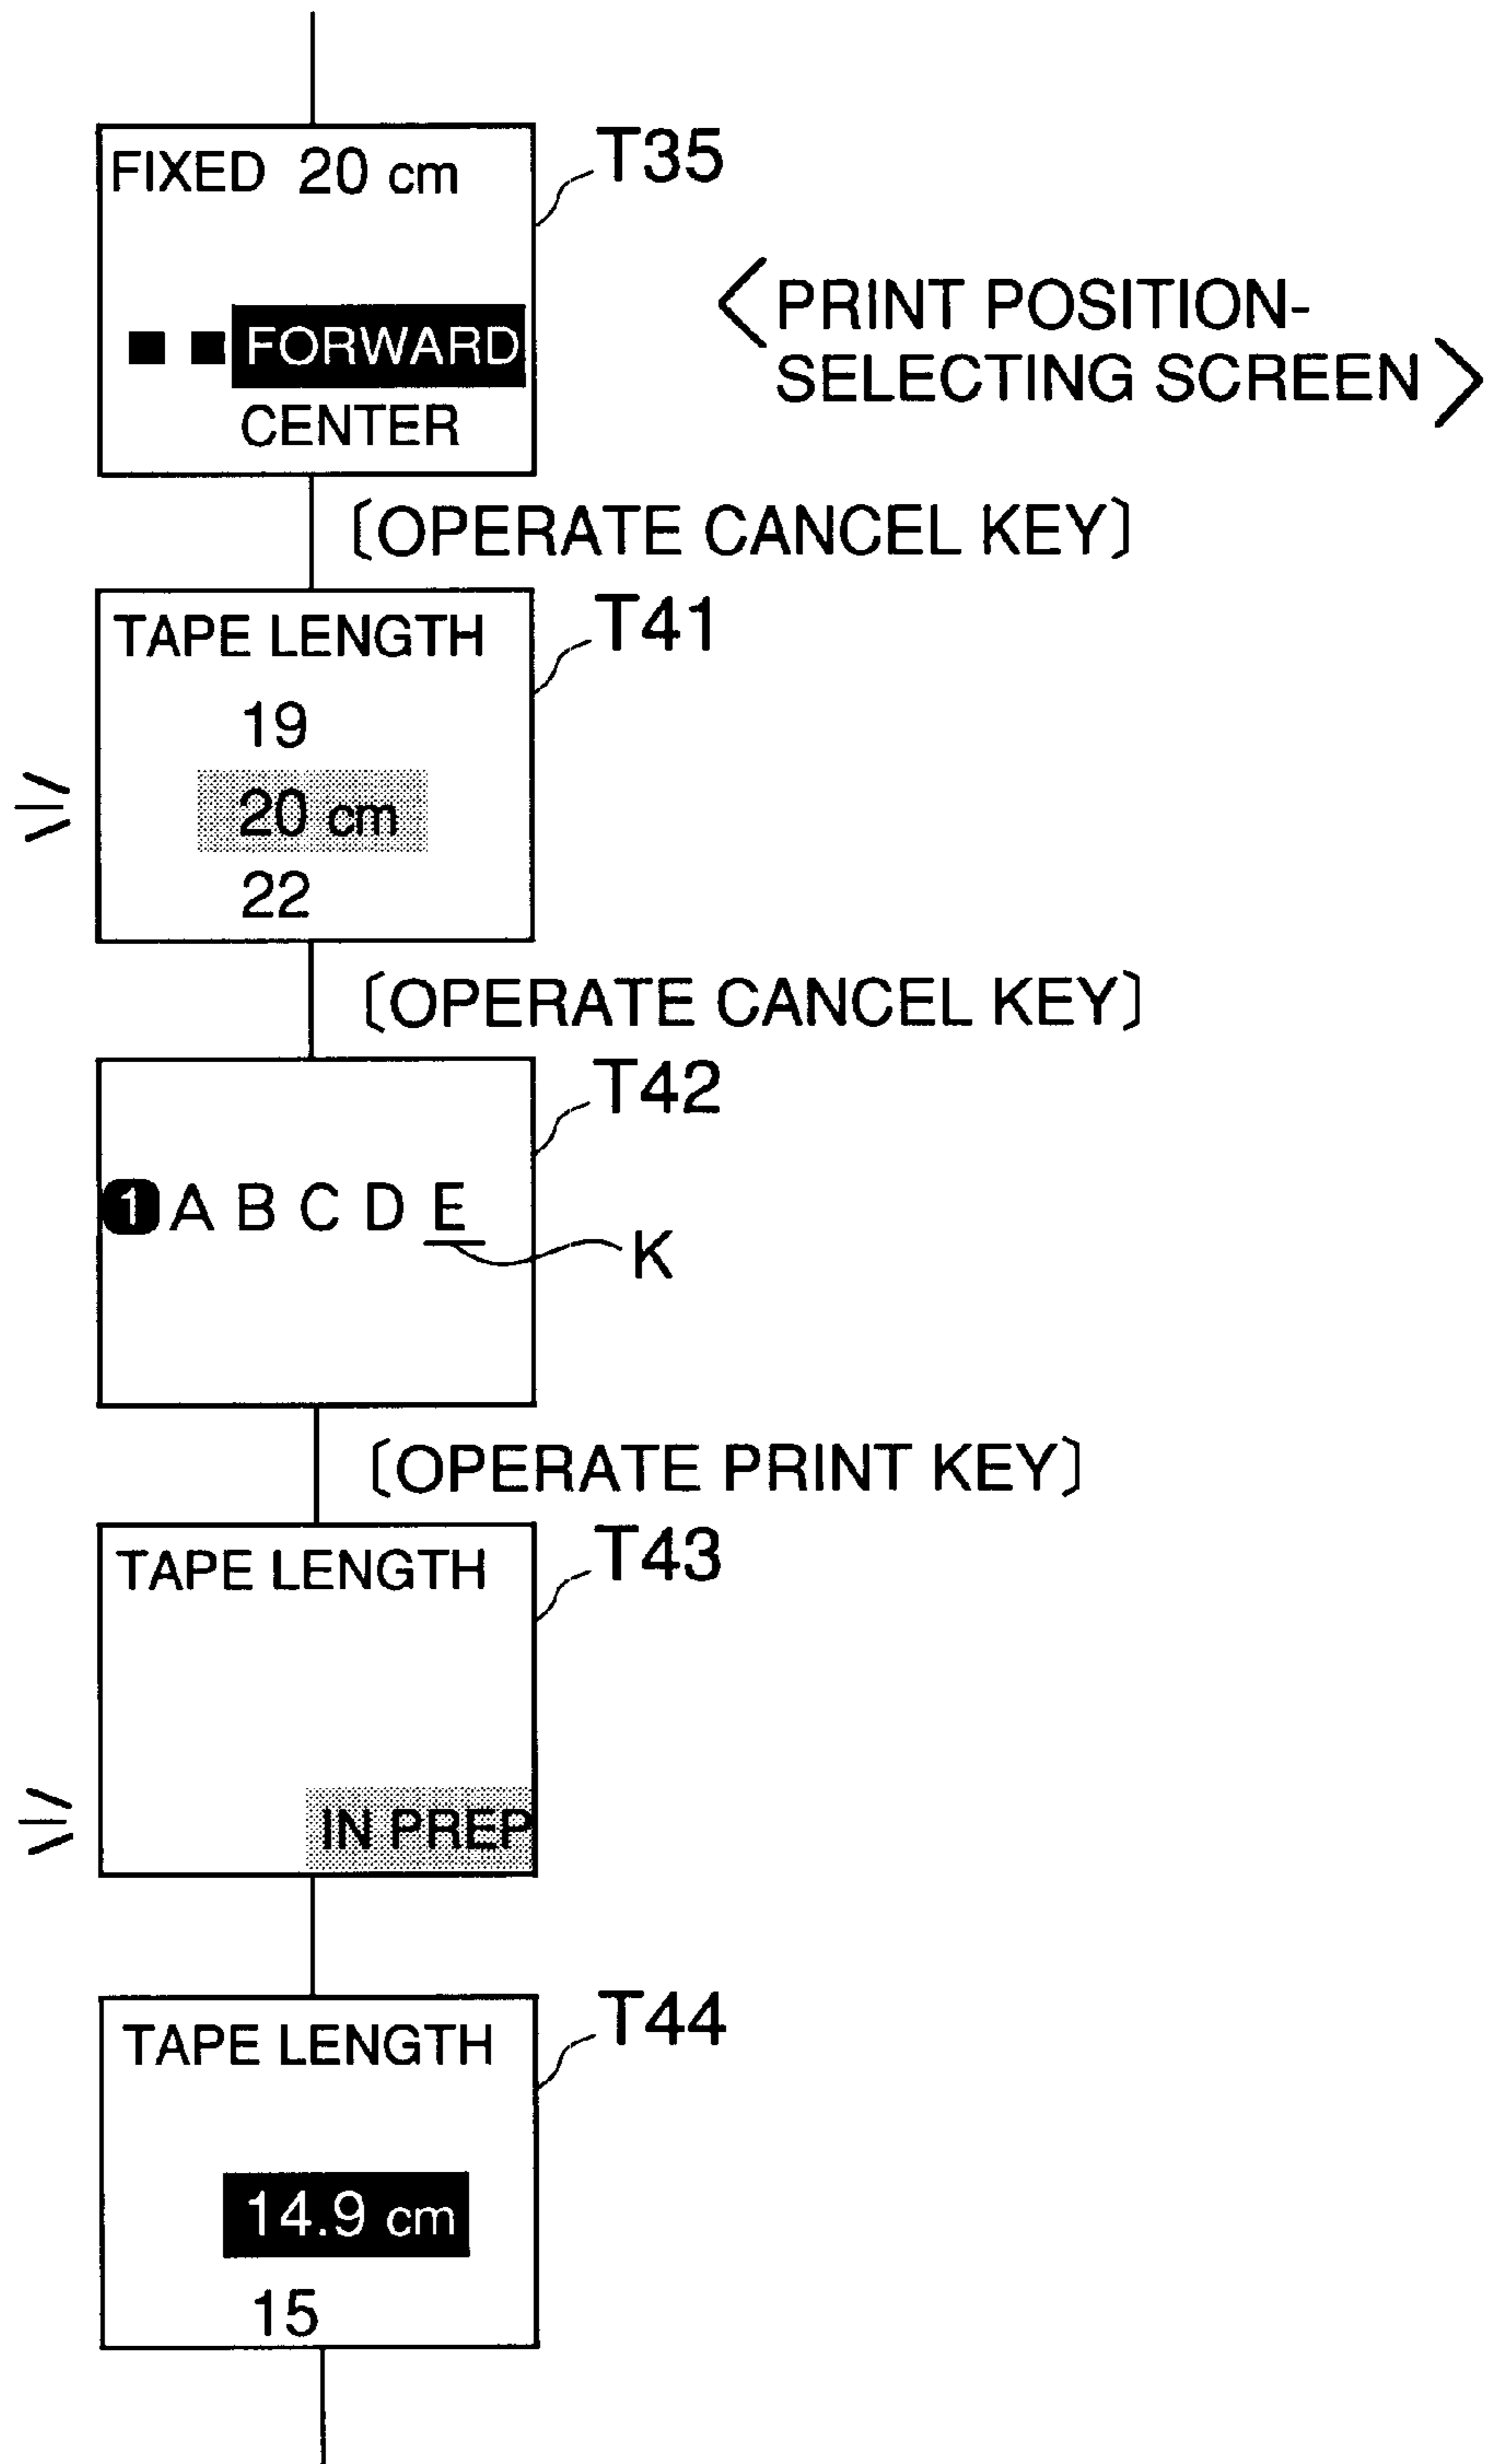 FIXED 20 cm
T35
<PRINT POSITION-
SELECTING SCREEN>
■ ■ FORWARD
CENTER
〔OPERATE CANCEL KEY〕
TAPE LENGTH
T41
19
20 cm
22
〔OPERATE CANCEL KEY〕
T42
1 A B C D E
K
〔OPERATE PRINT KEY〕
TAPE LENGTH
T43
IN PREP
TAPE LENGTH
T44
14.9 cm
15